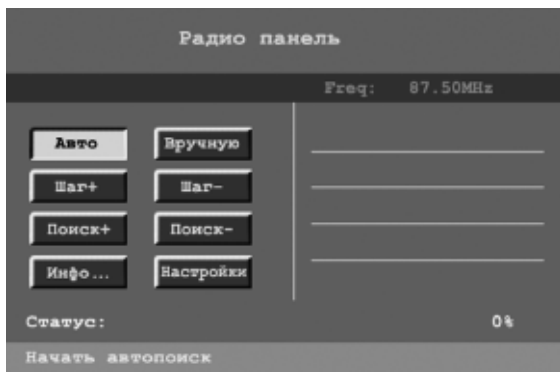 Радио панель
Freq: 87.50MHz
Авто Вручную
Шаг+ Шаг-
Поиск+ Поиск-
Инфо... Настройки
Статус: 0%
Начать автопоиск